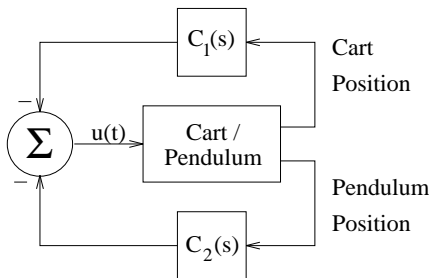 C1(s)
Cart
Position
−
Σ
u(t)
Cart /
Pendulum
−
Pendulum
Position
C2(s)